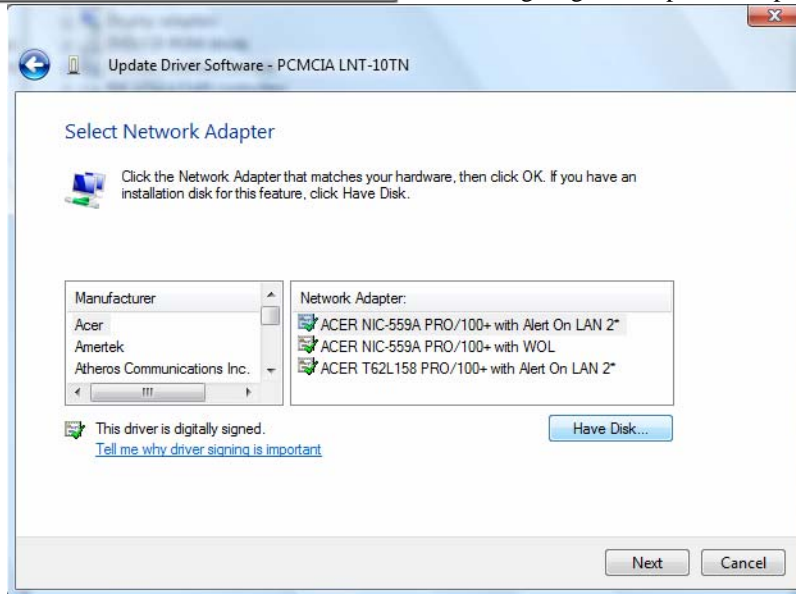 Update Driver Software - PCMCIA LNT-10TN
Select Network Adapter
Click the Network Adapter that matches your hardware, then click OK. If you have an
installation disk for this feature, click Have Disk.
Manufacturer
Acer
Amertek
Atheros Communications Inc.
Network Adapter:
ACER NIC-559A PRO/100+ with Alert On LAN 2*
ACER NIC-559A PRO/100+ with WOL
ACER T62L158 PRO/100+ with Alert On LAN 2*
This driver is digitally signed.
Tell me why driver signing is important
Have Disk...
Next
Cancel